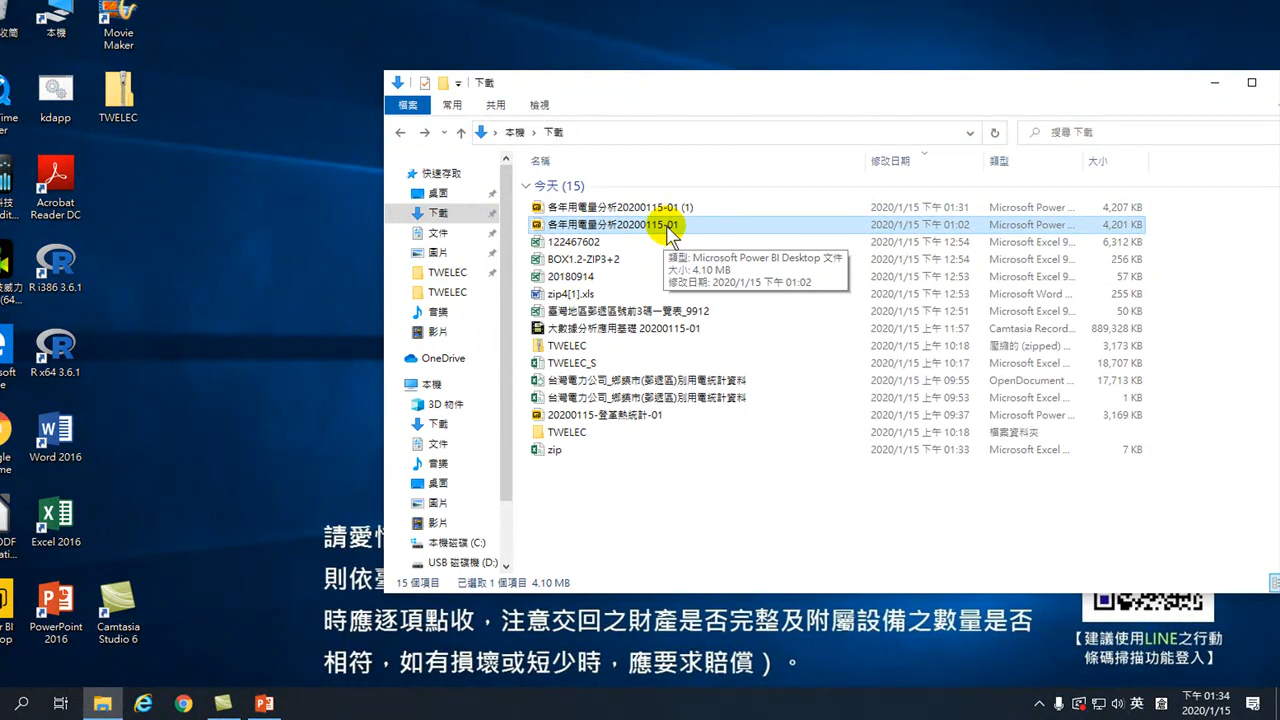 收筒
本機
Movie Maker
Time
er
kdapp
TWELEC
科技
Edit...
Acrobat Reader DC
技威力
(64...
R i386 3.6.1
soft
e
R x64 3.6.1
gle
me
Word 2016
DF
ati...
Excel 2016
r BI
top
PowerPoint 2016
Camtasia Studio 6
下載
檔案
常用
共用
檢視
本機 › 下載
搜尋 下載
名稱
修改日期
類型
大小
快速存取
桌面
下載
文件
圖片
TWELEC
TWELEC
音樂
影片
OneDrive
本機
3D 物件
下載
文件
音樂
桌面
圖片
影片
本機磁碟 (C:)
USB 磁碟機 (D:)
今天 (15)
各年用電量分析20200115-01 (1) 2020/1/15 下午 01:31 Microsoft Power ... 4,207 KB
各年用電量分析20200115-01 2020/1/15 下午 01:02 Microsoft Power ... 4,201 KB
122467602 2020/1/15 下午 12:54 Microsoft Excel 9...
BOX1.2-ZIP3+2 2020/1/15 下午 12:54 Microsoft Excel 9... 256 KB
20180914 2020/1/15 下午 12:53 Microsoft Excel 9... 57 KB
zip4[1].xls 2020/1/15 下午 12:53 Microsoft Word ... 255 KB
臺灣地區郵遞區號前3碼一覽表_9912 2020/1/15 下午 12:51 Microsoft Excel 9... 50 KB
大數據分析應用基礎 20200115-01 2020/1/15 上午 11:57 Camtasia Record... 889,328 KB
TWELEC 2020/1/15 上午 10:18 壓縮的 (zipped) ... 3,173 KB
TWELEC_S 2020/1/15 上午 10:17 Microsoft Excel ... 18,707 KB
台灣電力公司_鄉鎮市(郵遞區)別用電統計資料 2020/1/15 上午 09:55 OpenDocument ... 17,713 KB
台灣電力公司_鄉鎮市(郵遞區)別用電統計資料 2020/1/15 上午 09:53 Microsoft Excel ... 1 KB
20200115-登革熱統計-01 2020/1/15 上午 09:37 Microsoft Power ... 3,169 KB
TWELEC 2020/1/15 上午 10:18 檔案資料夾
zip 2020/1/15 下午 01:33 Microsoft Excel ... 7 KB
類型: Microsoft Power BI Desktop 文件
大小: 4.10 MB
修改日期: 2020/1/15 下午 01:02
15 個項目 已選取 1 個項目 4.10 MB
請愛
則依
時應逐項點收，注意交回之財產是否完整及附屬設備之數量是否
相符，如有損壞或短少時，應要求賠償）。
【建議使用LINE之行動
條碼掃描功能登入】
英
下午 01:34
2020/1/15